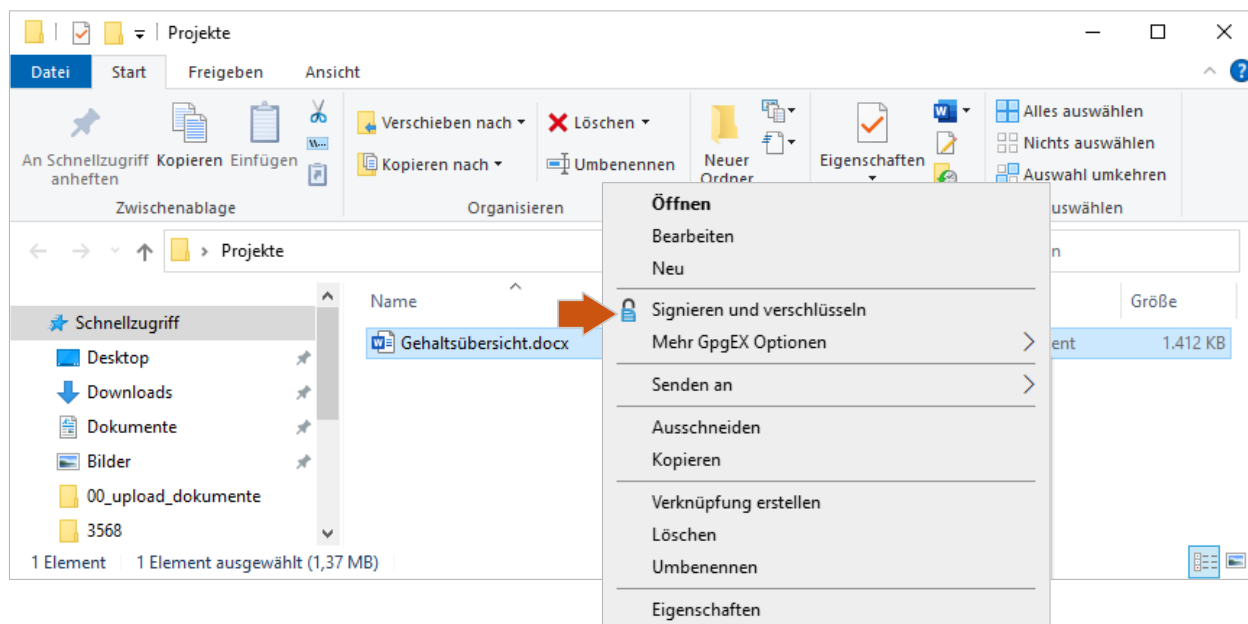 Projekte
Datei Start Freigeben Ansicht
An Schnellzugriff anheften
Kopieren
Einfügen
Zwischenablage
Verschieben nach
Kopieren nach
Löschen
Umbenennen
Organisieren
Neuer
Ordner
Eigenschaften
Alles auswählen
Nichts auswählen
Auswahl umkehren
uswählen
Projekte
n
Schnellzugriff
Desktop
Downloads
Dokumente
Bilder
00_upload_dokumente
3568
Name
Größe
Gehaltsübersicht.docx
ent
1.412 KB
Öffnen
Bearbeiten
Neu
Signieren und verschlüsseln
Mehr GpgEX Optionen
Senden an
Ausschneiden
Kopieren
Verknüpfung erstellen
Löschen
Umbenennen
Eigenschaften
1 Element 1 Element ausgewählt (1,37 MB)